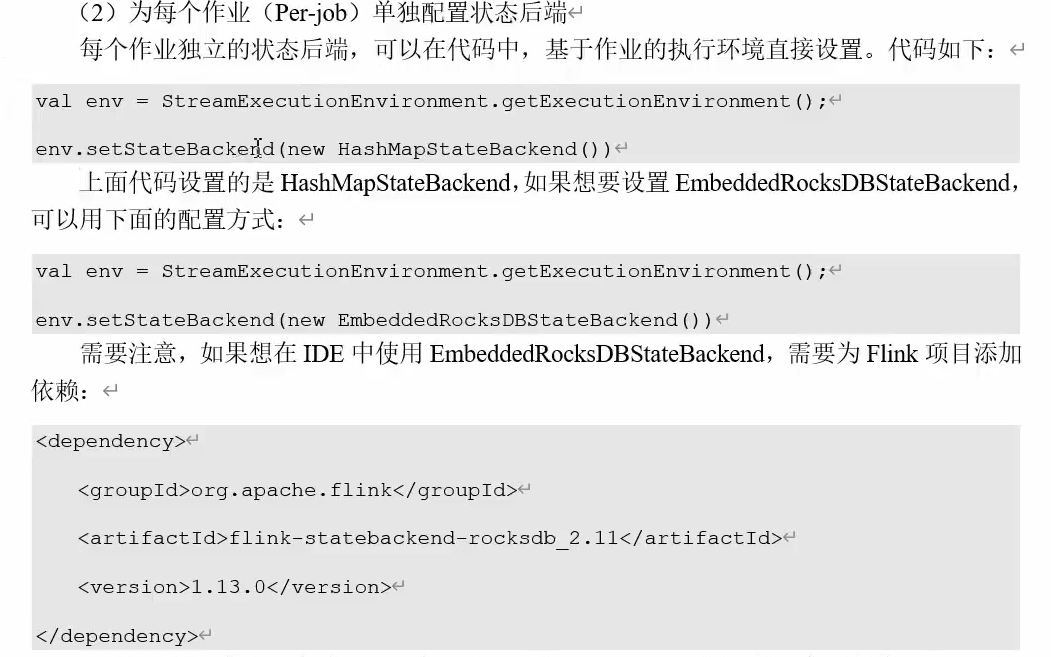 （2）为每个作业（Per-job）单独配置状态后端↵
每个作业独立的状态后端，可以在代码中，基于作业的执行环境直接设置。代码如下：↵
val env = StreamExecutionEnvironment.getExecutionEnvironment();↵
env.setStateBackend(new HashMapStateBackend())↵
上面代码设置的是 HashMapStateBackend，如果想要设置 EmbeddedRocksDBStateBackend，
可以用下面的配置方式：↵
val env = StreamExecutionEnvironment.getExecutionEnvironment();↵
env.setStateBackend(new EmbeddedRocksDBStateBackend())↵
需要注意，如果想在 IDE 中使用 EmbeddedRocksDBStateBackend，需要为 Flink 项目添加
依赖：↵
<dependency>↵
<groupId>org.apache.flink</groupId>↵
<artifactId>flink-statebackend-rocksdb_2.11</artifactId>↵
<version>1.13.0</version>↵
</dependency>↵